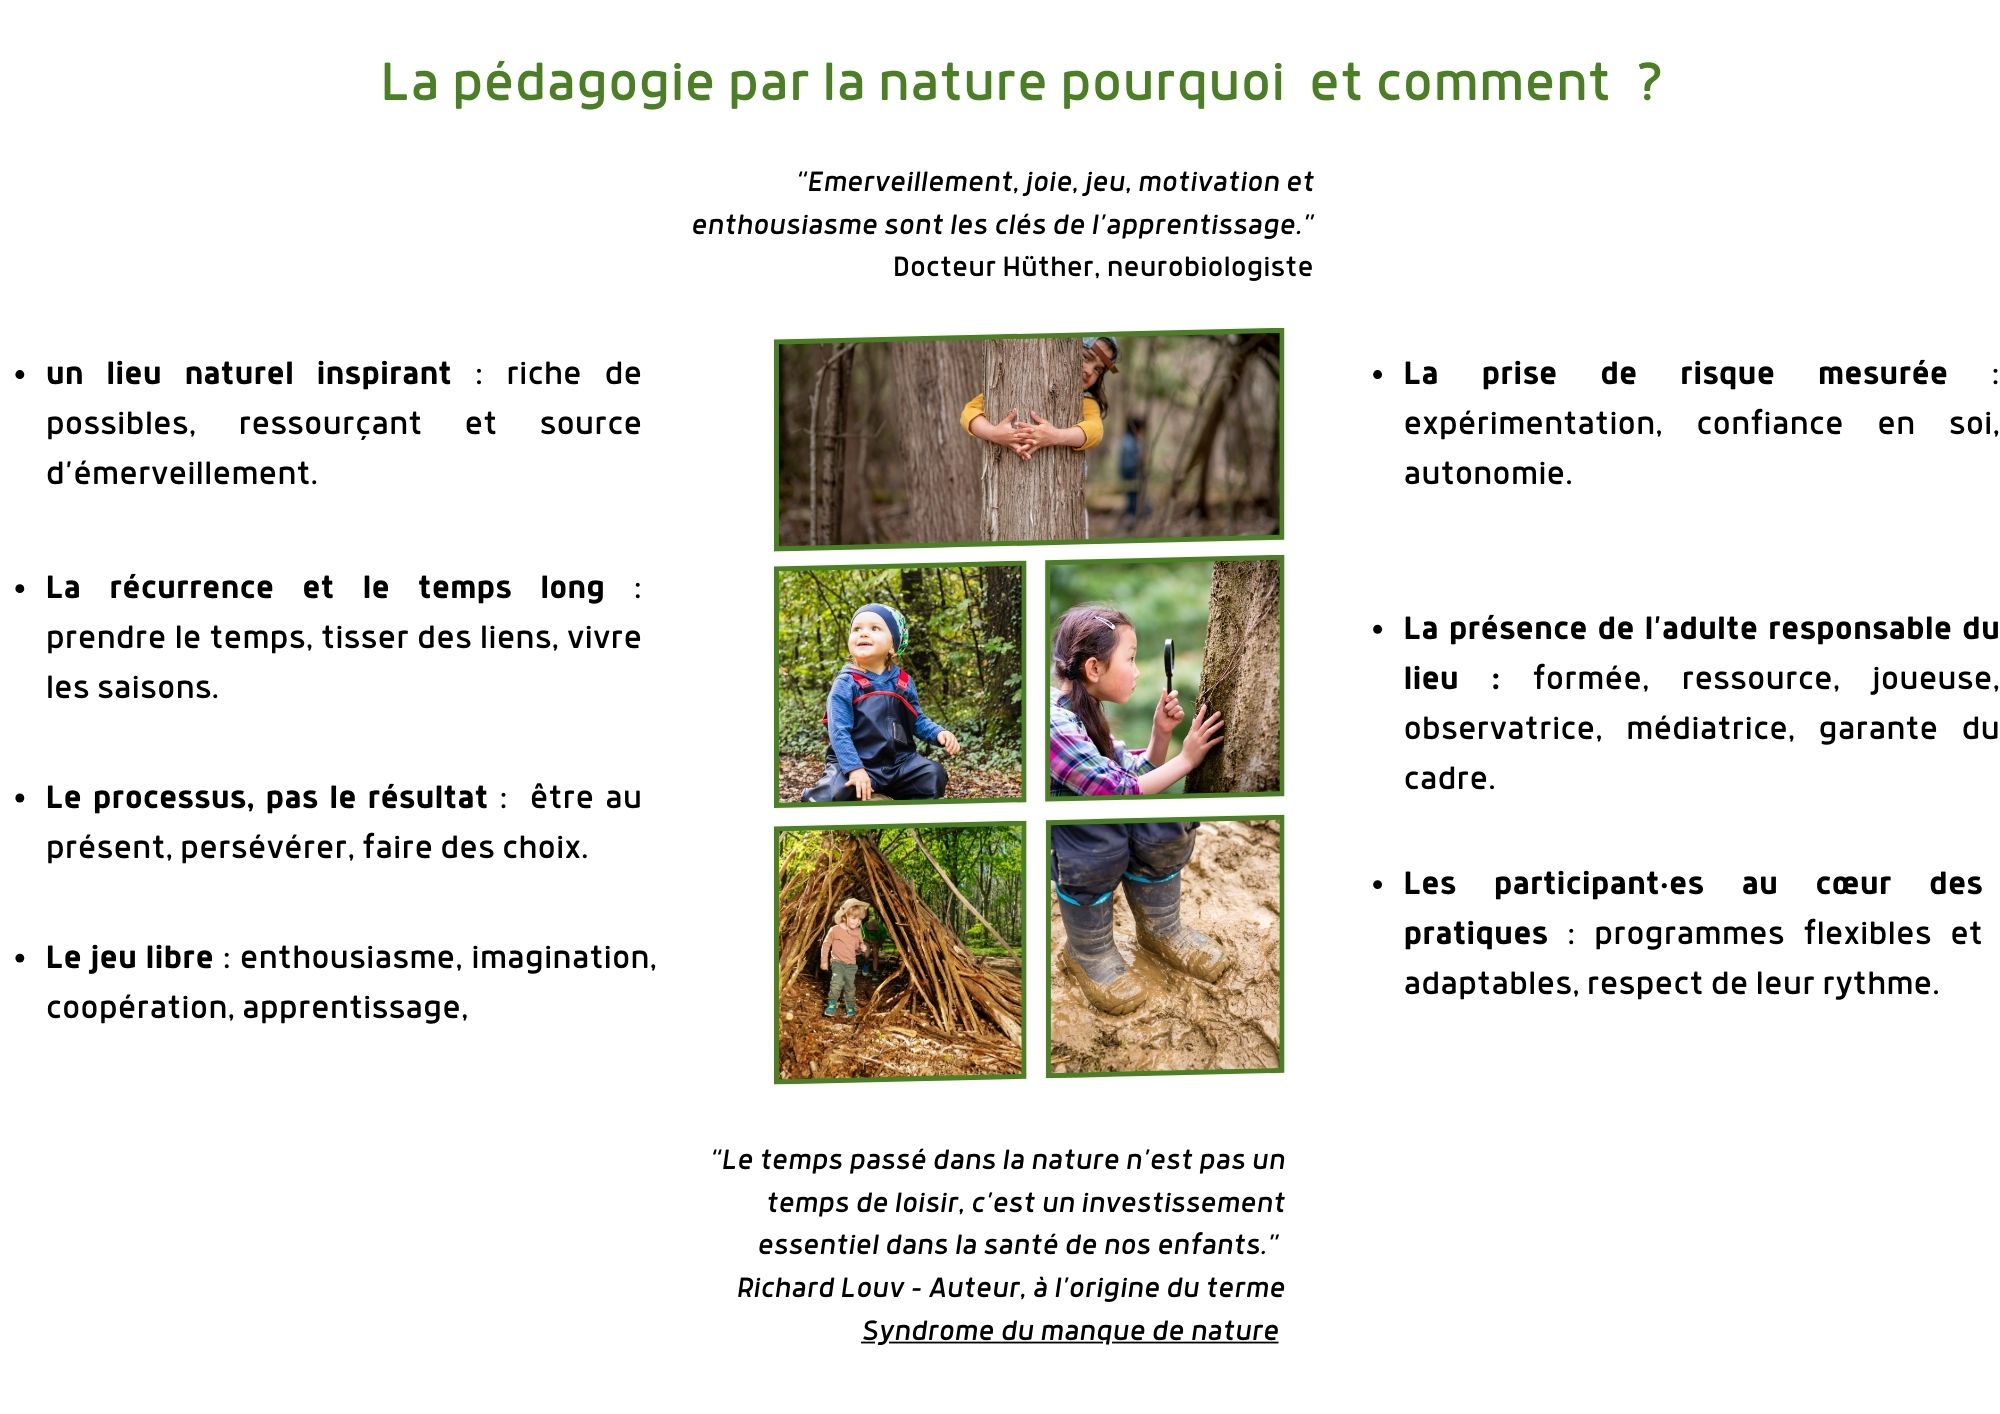 La pédagogie par la nature pourquoi et comment ?
"Emerveillement, joie, jeu, motivation et
enthousiasme sont les clés de l'apprentissage."
Docteur Hüther, neurobiologiste
• un lieu naturel inspirant : riche de
possibles, ressourçant et source
d'émerveillement.
• La récurrence et le temps long :
prendre le temps, tisser des liens, vivre
les saisons.
• Le processus, pas le résultat : être au
présent, persévérer, faire des choix.
• Le jeu libre : enthousiasme, imagination,
coopération, apprentissage,
• La prise de risque mesurée :
expérimentation, confiance en soi,
autonomie.
• La présence de l'adulte responsable du
lieu : formée, ressource, joueuse,
observatrice, médiatrice, garante du
cadre.
• Les participant·es au cœur des
pratiques : programmes flexibles et
adaptables, respect de leur rythme.
"Le temps passé dans la nature n'est pas un
temps de loisir, c'est un investissement
essentiel dans la santé de nos enfants."
Richard Louv - Auteur, à l'origine du terme
Syndrome du manque de nature